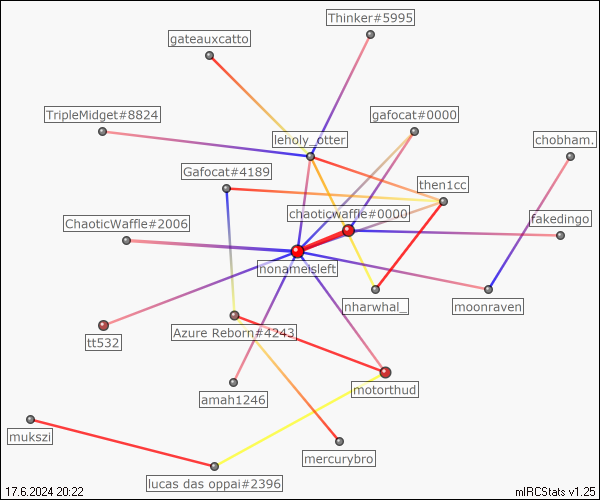 Thinker#5995
gateauxcatto
TripleMidget#8824
gafocat#0000
leholy_otter
chobham.
Gafocat#4189
then1cc
chaoticwaffle#0000
fakedingo
ChaoticWaffle#2006
nonameisleft
nharwhal_
moonraven
Azure Reborn#4243
tt532
motorthud
amah1246
mukszi
mercurybro
lucas das oppai#2396
17.6.2024 20:22
mIRCStats v1.25